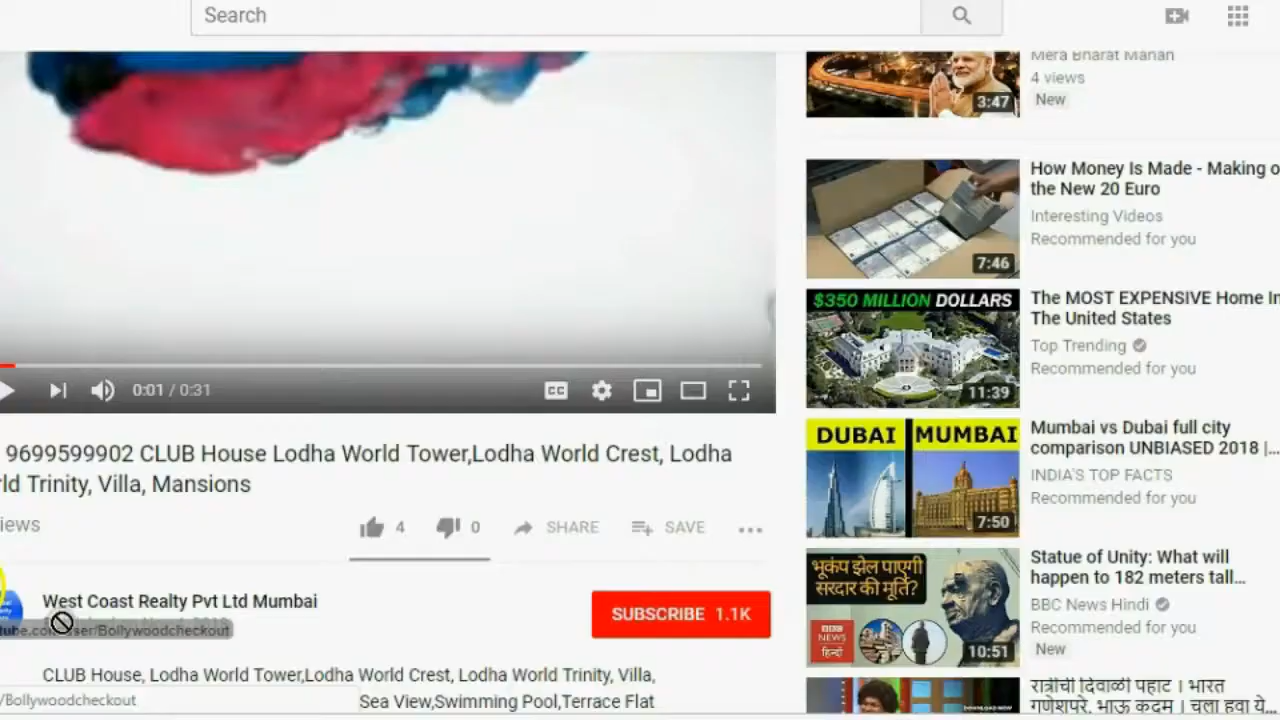 Search
Mera Bharat Mahan
4 views
3:47
New
How Money Is Made - Making o
the New 20 Euro
Interesting Videos
Recommended for you
7:46
$350 MILLION DOLLARS
The MOST EXPENSIVE Home In
The United States
Top Trending
Recommended for you
11:39
0:01 / 0:31
CC
DUBAI MUMBAI
Mumbai vs Dubai full city
comparison UNBIASED 2018 |...
INDIA'S TOP FACTS
Recommended for you
7:50
9699599902 CLUB House Lodha World Tower,Lodha World Crest, Lodha
rld Trinity, Villa, Mansions
iews
4
0
SHARE
SAVE
भूकंप झेल पाएगी
सरदार की मूर्ति?
BBC
NEWS
हिन्दी
10:51
Statue of Unity: What will
happen to 182 meters tall...
BBC News Hindi
Recommended for you
New
West Coast Realty Pvt Ltd Mumbai
SUBSCRIBE 1.1K
CLUB House, Lodha World Tower,Lodha World Crest, Lodha World Trinity, Villa,
/Bollywoodcheckout
Sea View,Swimming Pool,Terrace Flat
रात्रीची दिवाळी पहाट । भारत
गणेशपुरे, भाऊ कदम । चला हवा ये...